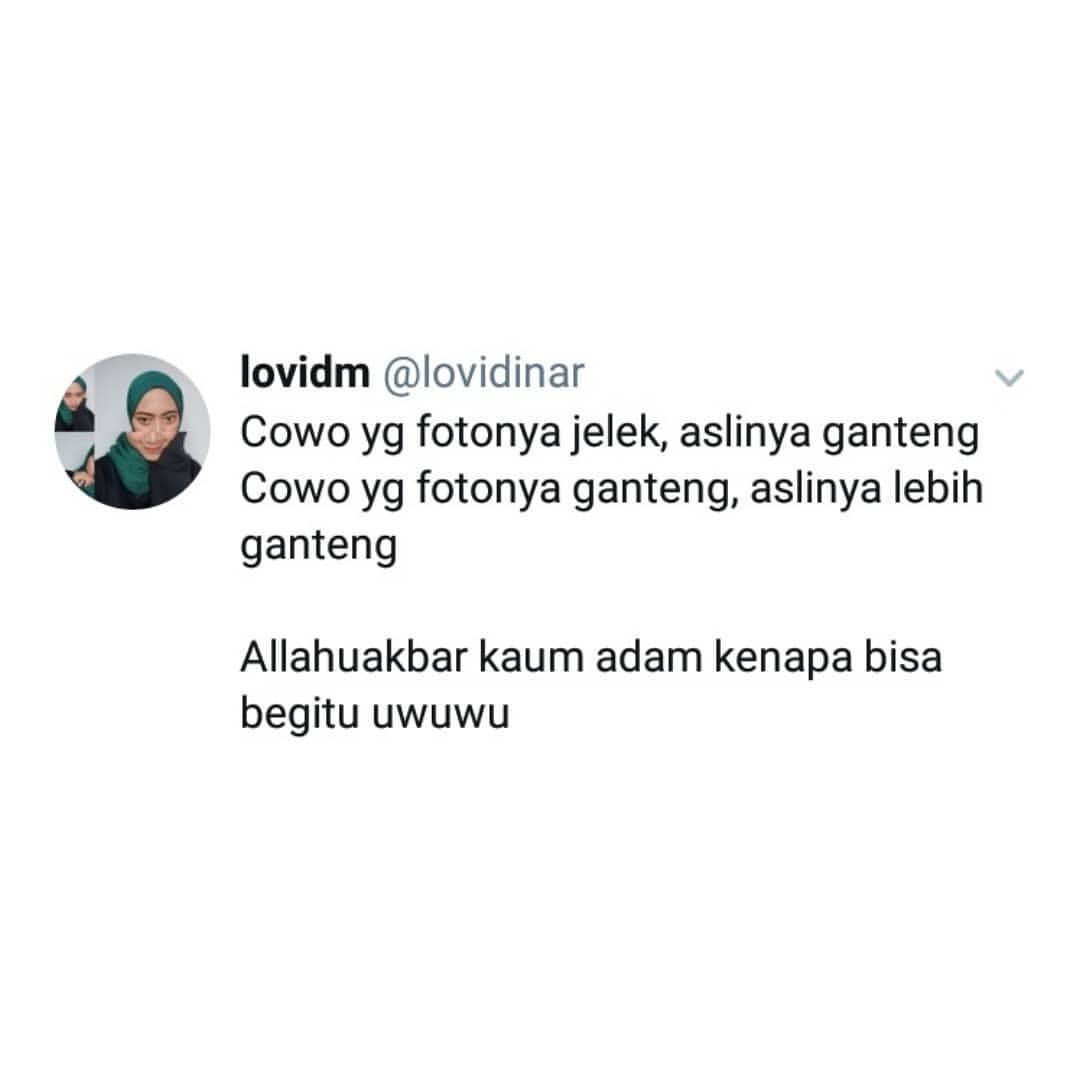 lovidm @lovidinar
Cowo yg fotonya jelek, aslinya ganteng
Cowo yg fotonya ganteng, aslinya lebih
ganteng
Allahuakbar kaum adam kenapa bisa
begitu uwuwu